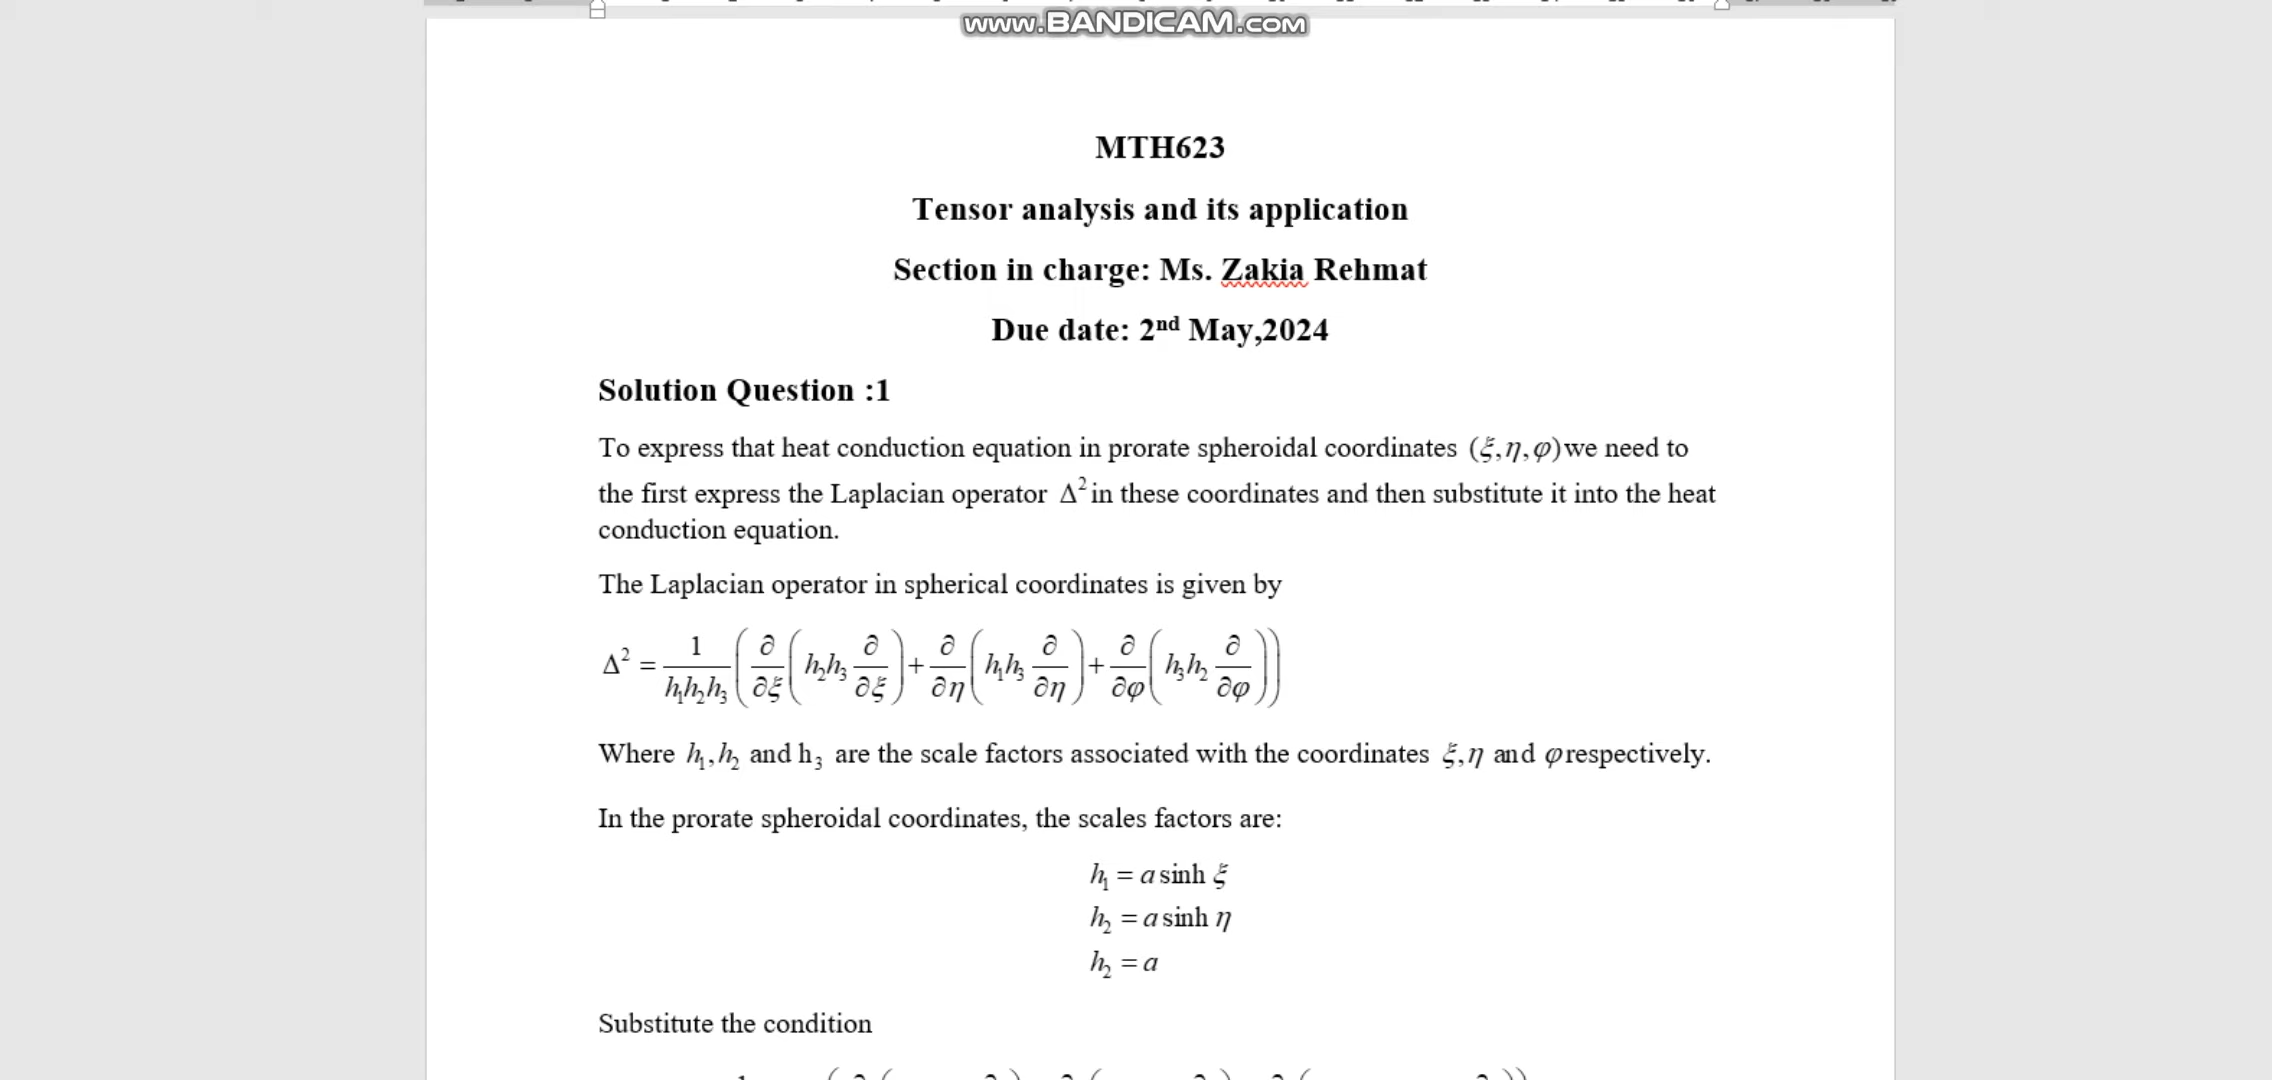 www.BANDICAM.com
MTH623
Tensor analysis and its application
Section in charge: Ms. Zakia Rehmat
Due date: 2nd May,2024
Solution Question :1
To express that heat conduction equation in prorate spheroidal coordinates (ξ,η,φ)we need to
the first express the Laplacian operator Δ² in these coordinates and then substitute it into the heat
conduction equation.
The Laplacian operator in spherical coordinates is given by
Δ² = 1/(h₁h₂h₃) (∂/∂ξ (h₂h₃ ∂/∂ξ) + ∂/∂η (h₁h₃ ∂/∂η) + ∂/∂φ (h₃h₂ ∂/∂φ))
Where h₁,h₂ and h₃ are the scale factors associated with the coordinates ξ,η and φrespectively.
In the prorate spheroidal coordinates, the scales factors are:
h₁ = a sinh ξ
h₂ = a sinh η
h₂ = a
Substitute the condition